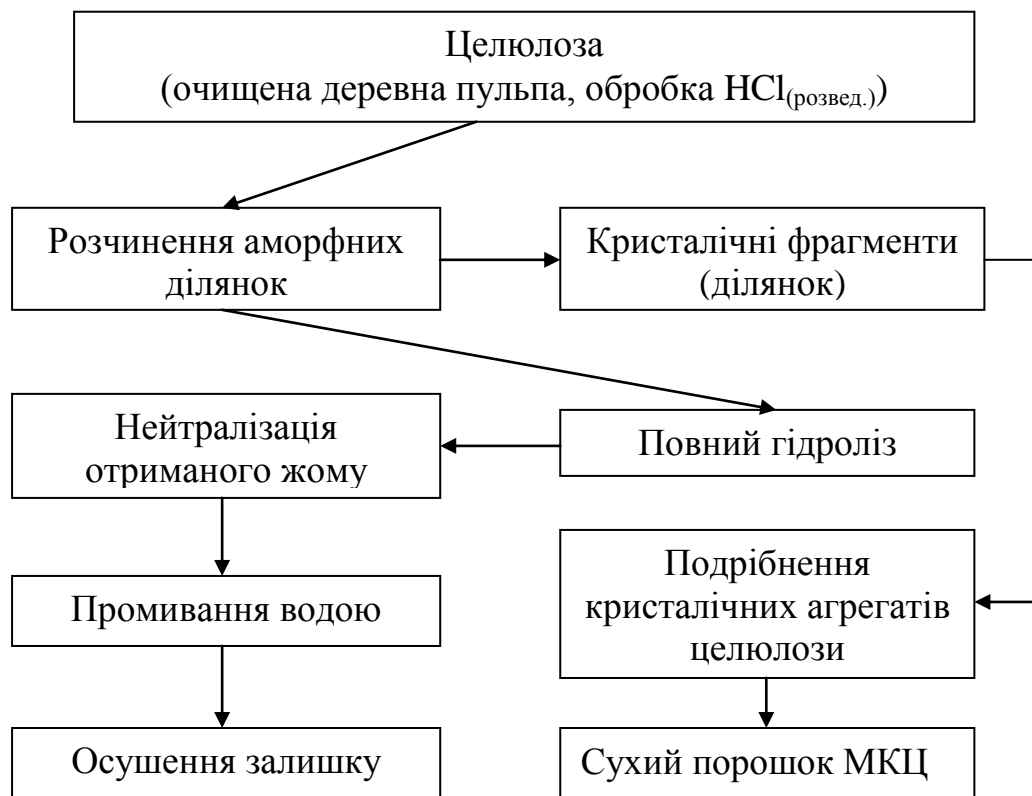 Целюлоза
(очищена деревна пульпа, обробка HCl(розвед.))
Розчинення аморфних
ділянок
Кристалічні фрагменти
(ділянок)
Нейтралізація
отриманого жому
Повний гідроліз
Промивання водою
Подрібнення
кристалічних агрегатів
целюлози
Осушення залишку
Сухий порошок МКЦ